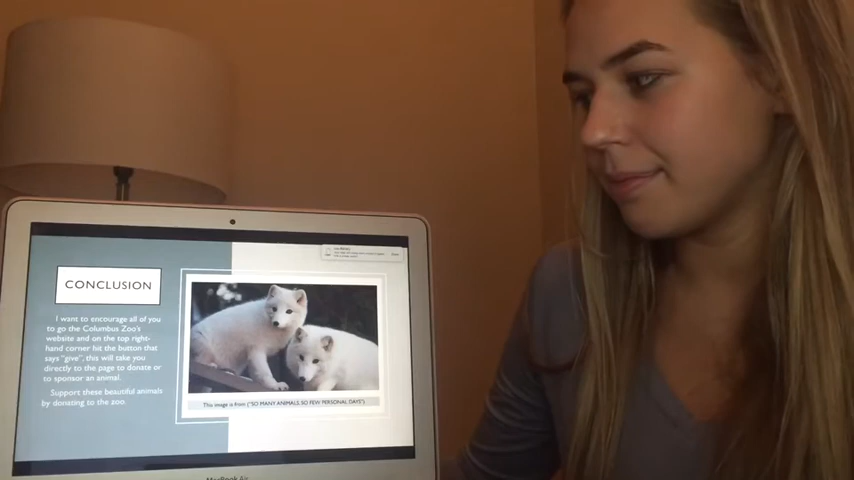 CONCLUSION
I want to encourage all of you
to go the Columbus Zoo's
website and on the top right-
hand corner hit the button that
says "give", this will take you
directly to the page to donate or
to sponsor an animal.
Support these beautiful animals
by donating to the zoo.
This image is from ("SO MANY ANIMALS SO FEW PERSONAL DAYS")
MacBook Air